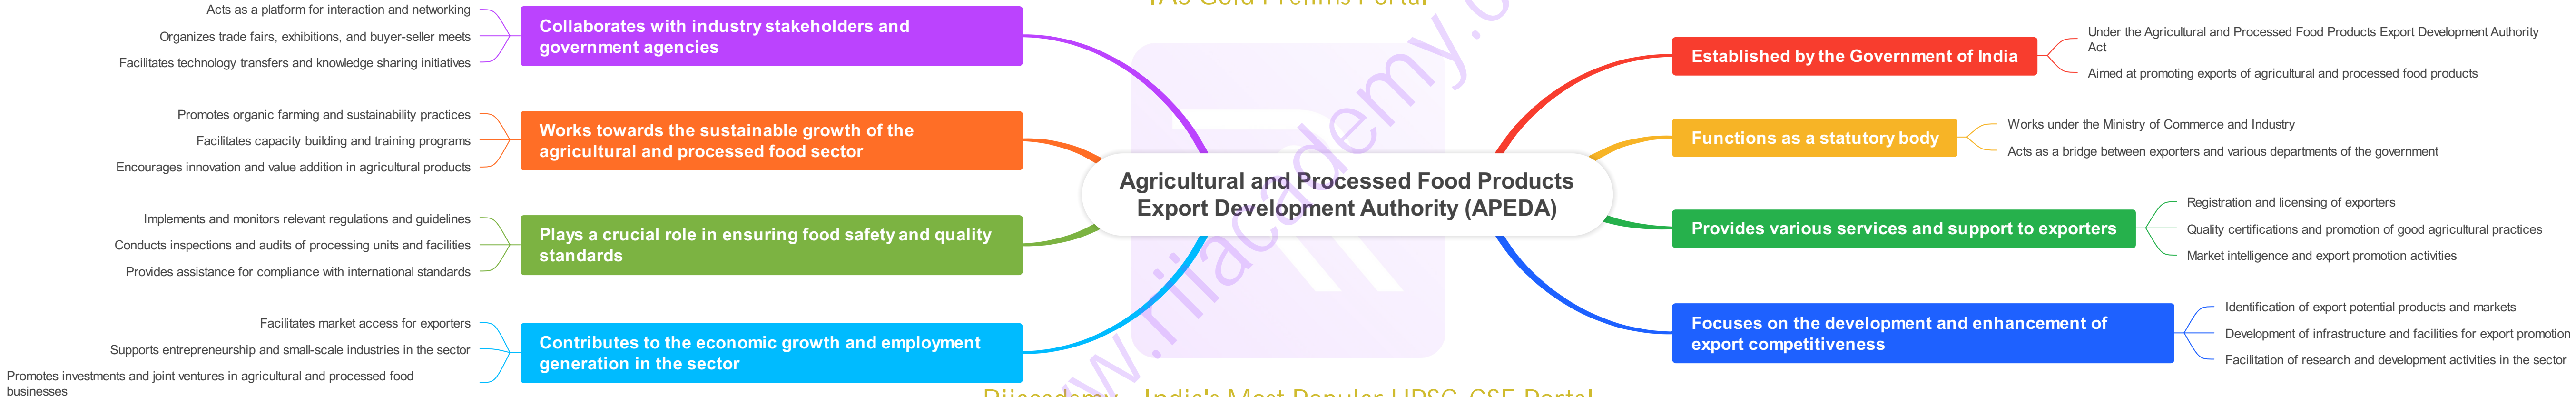 IAS Gold Prelims Portal
Agricultural and Processed Food Products
Export Development Authority (APEDA)
Established by the Government of India
Under the Agricultural and Processed Food Products Export Development Authority
Act
Aimed at promoting exports of agricultural and processed food products
Functions as a statutory body
Works under the Ministry of Commerce and Industry
Acts as a bridge between exporters and various departments of the government
Provides various services and support to exporters
Registration and licensing of exporters
Quality certifications and promotion of good agricultural practices
Market intelligence and export promotion activities
Focuses on the development and enhancement of
export competitiveness
Identification of export potential products and markets
Development of infrastructure and facilities for export promotion
Facilitation of research and development activities in the sector
Collaborates with industry stakeholders and
government agencies
Acts as a platform for interaction and networking
Organizes trade fairs, exhibitions, and buyer-seller meets
Facilitates technology transfers and knowledge sharing initiatives
Works towards the sustainable growth of the
agricultural and processed food sector
Promotes organic farming and sustainability practices
Facilitates capacity building and training programs
Encourages innovation and value addition in agricultural products
Plays a crucial role in ensuring food safety and quality
standards
Implements and monitors relevant regulations and guidelines
Conducts inspections and audits of processing units and facilities
Provides assistance for compliance with international standards
Contributes to the economic growth and employment
generation in the sector
Facilitates market access for exporters
Supports entrepreneurship and small-scale industries in the sector
Promotes investments and joint ventures in agricultural and processed food
businesses
India's Most Popular UPSC CSE Portal